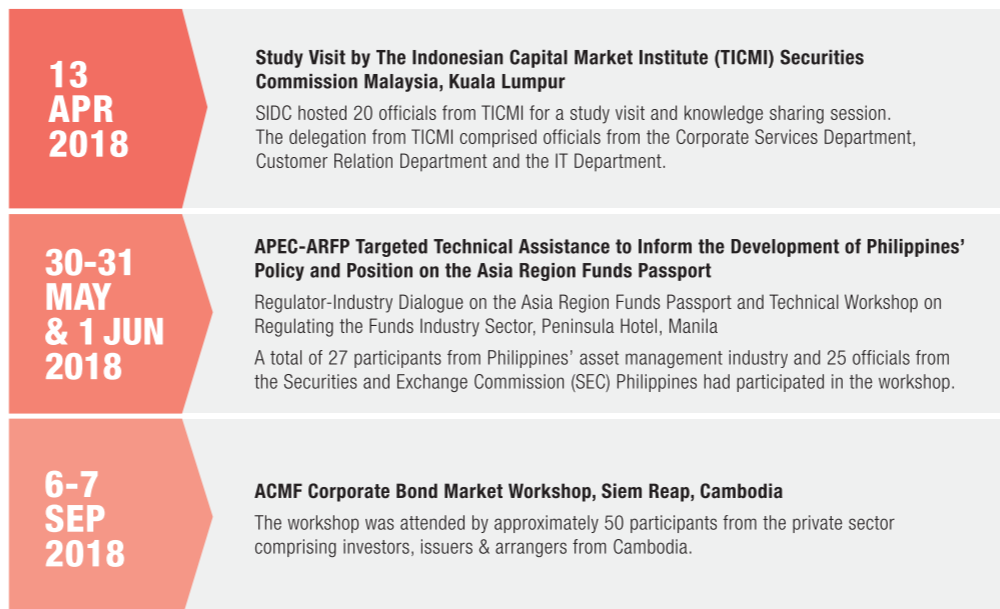 13
APR
2018
Study Visit by The Indonesian Capital Market Institute (TICMI) Securities
Commission Malaysia, Kuala Lumpur
SIDC hosted 20 officials from TICMI for a study visit and knowledge sharing session.
The delegation from TICMI comprised officials from the Corporate Services Department,
Customer Relation Department and the IT Department.
30-31
MAY
& 1 JUN
2018
APEC-ARFP Targeted Technical Assistance to Inform the Development of Philippines’
Policy and Position on the Asia Region Funds Passport
Regulator-Industry Dialogue on the Asia Region Funds Passport and Technical Workshop on
Regulating the Funds Industry Sector, Peninsula Hotel, Manila
A total of 27 participants from Philippines’ asset management industry and 25 officials from
the Securities and Exchange Commission (SEC) Philippines had participated in the workshop.
6-7
SEP
2018
ACMF Corporate Bond Market Workshop, Siem Reap, Cambodia
The workshop was attended by approximately 50 participants from the private sector
comprising investors, issuers & arrangers from Cambodia.